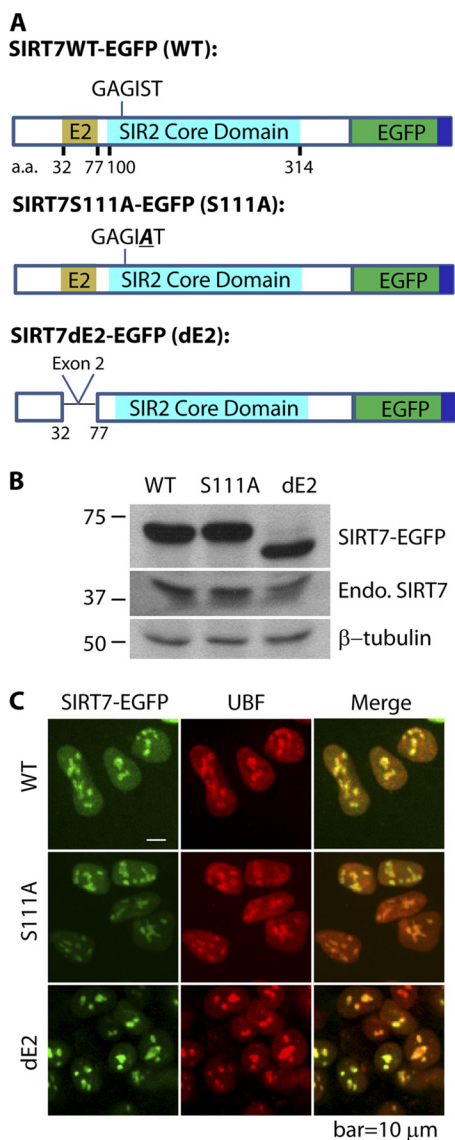 A
SIRT7WT-EGFP (WT):
GAGIST
E2 SIR2 Core Domain EGFP
a.a. 32 77 100 314
SIRT7S111A-EGFP (S111A):
GAGIAT
E2 SIR2 Core Domain EGFP
SIRT7dE2-EGFP (dE2):
Exon 2
SIR2 Core Domain EGFP
32 77
B
WT S111A dE2
75 SIRT7-EGFP
37 Endo. SIRT7
50 β-tubulin
C
SIRT7-EGFP UBF Merge
WT
S111A
dE2
bar=10 μm